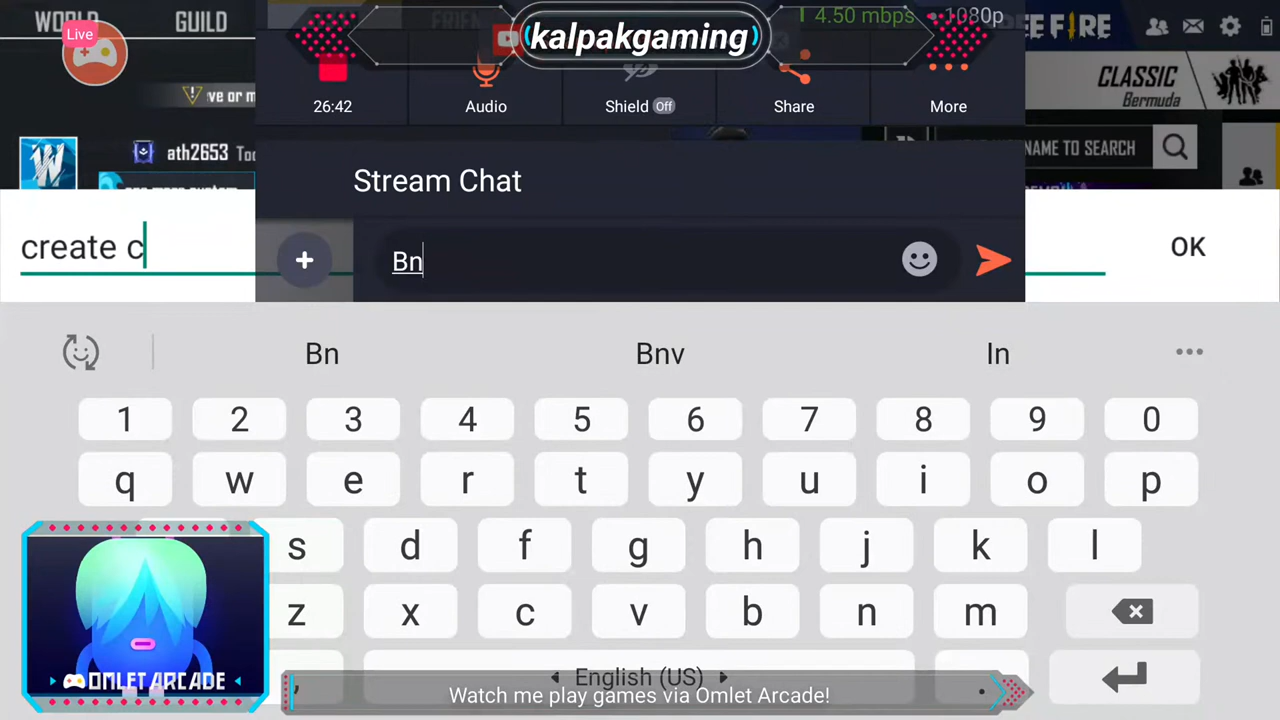 WORLD
GUILD
Live
kalpakgaming
4.50 mbps
1080p
EE FIRE
26:42
Audio
Shield Off
Share
More
CLASSIC
Bermuda
ve or m
ath2653
Too
NAME TO SEARCH
Stream Chat
create c
Bn
OK
Bn
Bnv
In
1 2 3 4 5 6 7 8 9 0
q w e r t y u i o p
s d f g h j k l
z x c v b n m
, English (US) .
OMLET ARCADE
Watch me play games via Omlet Arcade!